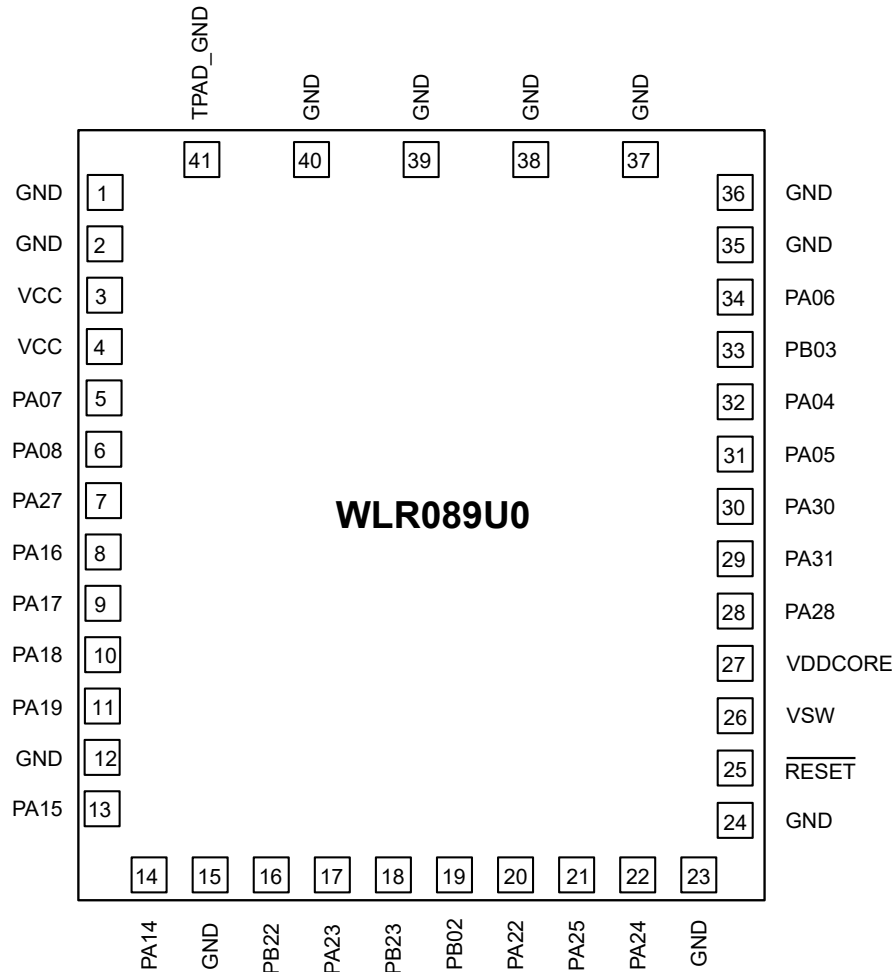 TPAD_GND
GND
GND
GND
GND
41
40
39
38
37
GND 1
GND 2
VCC 3
VCC 4
PA07 5
PA08 6
PA27 7
PA16 8
PA17 9
PA18 10
PA19 11
GND 12
PA15 13
WLR089U0
36 GND
35 GND
34 PA06
33 PB03
32 PA04
31 PA05
30 PA30
29 PA31
28 PA28
27 VDDCORE
26 VSW
25 RESET
24 GND
14
15
16
17
18
19
20
21
22
23
PA14
GND
PB22
PA23
PB23
PB02
PA22
PA25
PA24
GND